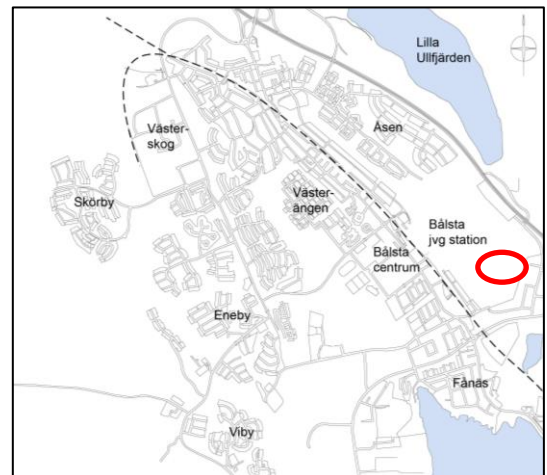 Lilla
Ullfjärden
Åsen
Väster-
skog
Skörby
Väster-
ängen
Bålsta
jvg station
Bålsta
centrum
Eneby
Fånäs
Viby